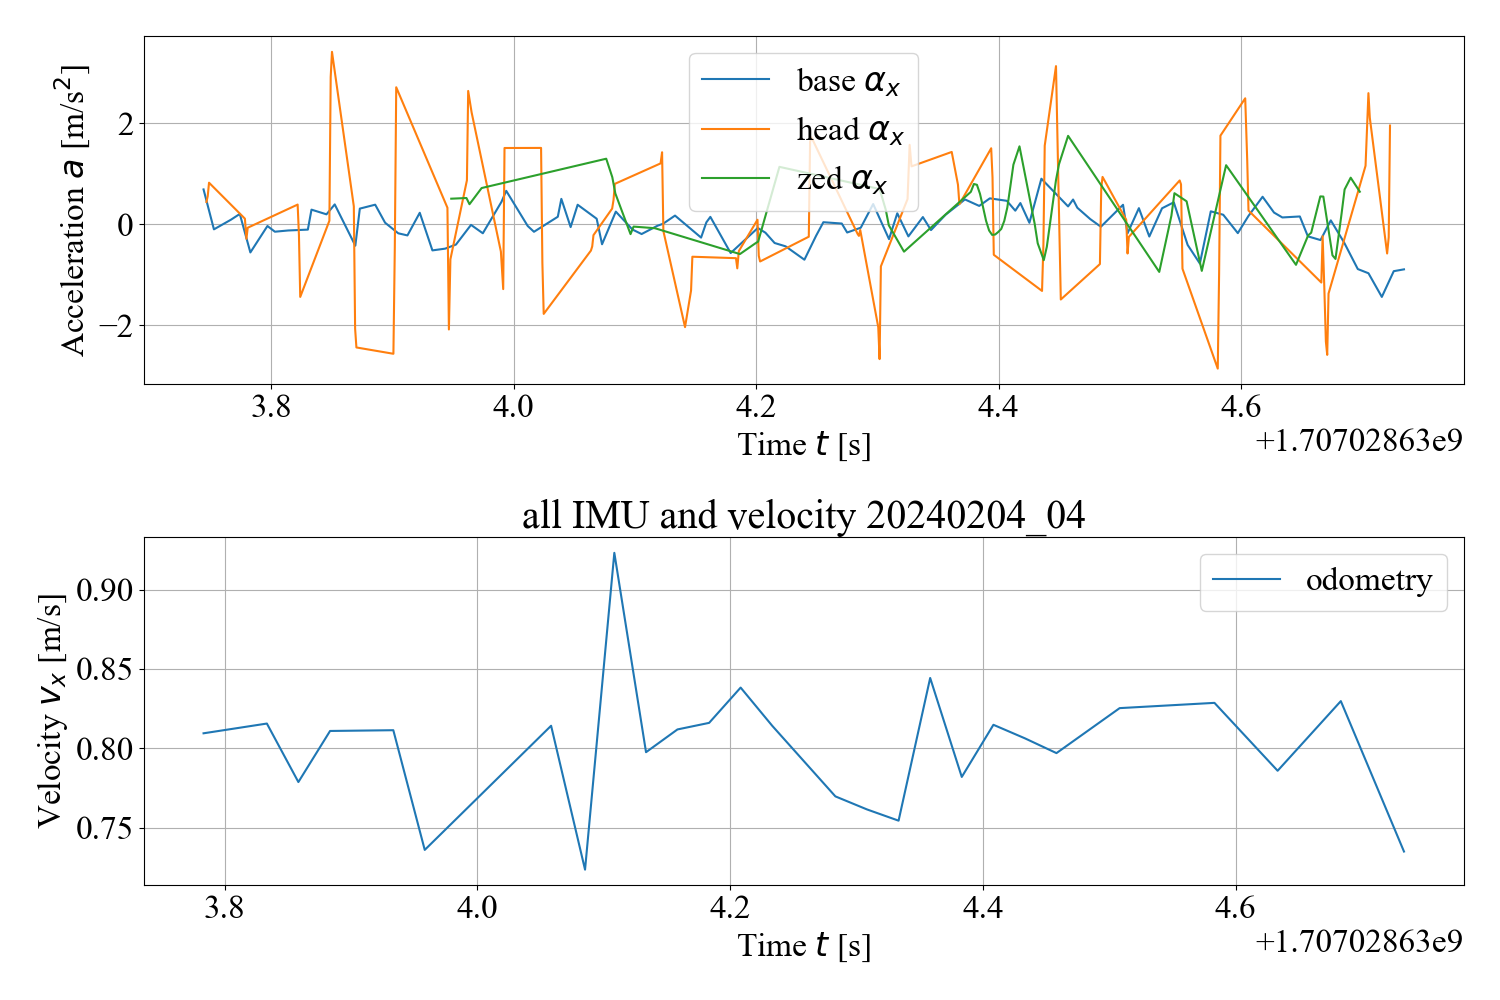 Acceleration a [m/s²]
2
0
−2
base αₓ
head αₓ
zed αₓ
3.8 4.0 4.2 4.4 4.6
Time t [s]
+1.70702863e9
all IMU and velocity 20240204_04
Velocity vₓ [m/s]
0.90
0.85
0.80
0.75
odometry
3.8 4.0 4.2 4.4 4.6
Time t [s]
+1.70702863e9